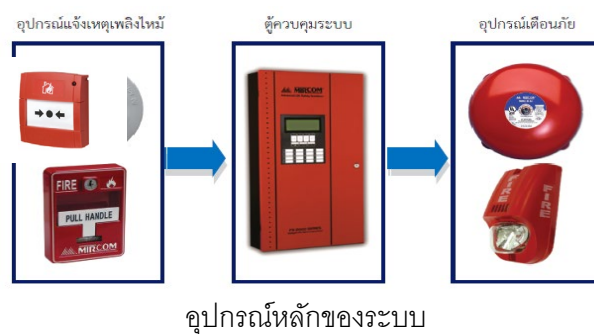 อุปกรณ์แจ้งเหตุเพลิงไหม้
ตู้ควบคุมระบบ
อุปกรณ์เตือนภัย
MIRCOM
FIRE
PULL HANDLE
MIRCOM
FIRE
FIRE
อุปกรณ์หลักของระบบ